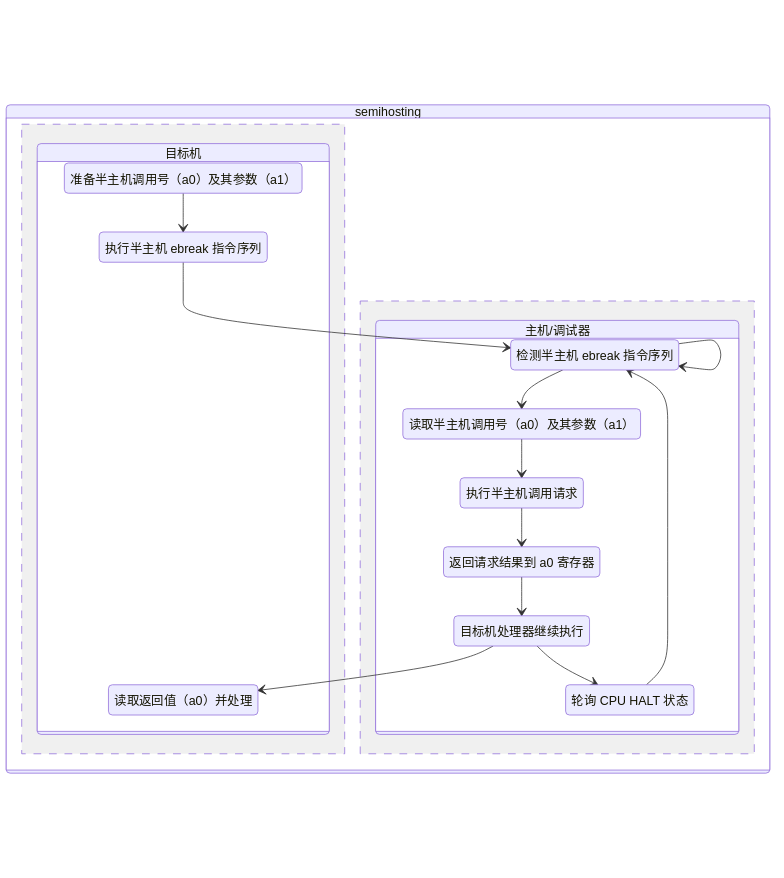 semihosting
目标机
准备半主机调用号（a0）及其参数（a1）
执行半主机 ebreak 指令序列
主机/调试器
检测半主机 ebreak 指令序列
读取半主机调用号（a0）及其参数（a1）
执行半主机调用请求
返回请求结果到 a0 寄存器
目标机处理器继续执行
读取返回值（a0）并处理
轮询 CPU HALT 状态